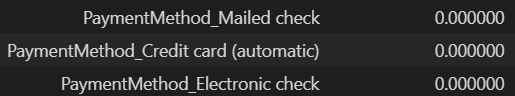 PaymentMethod_Mailed check 0.000000
PaymentMethod_Credit card (automatic) 0.000000
PaymentMethod_Electronic check 0.000000